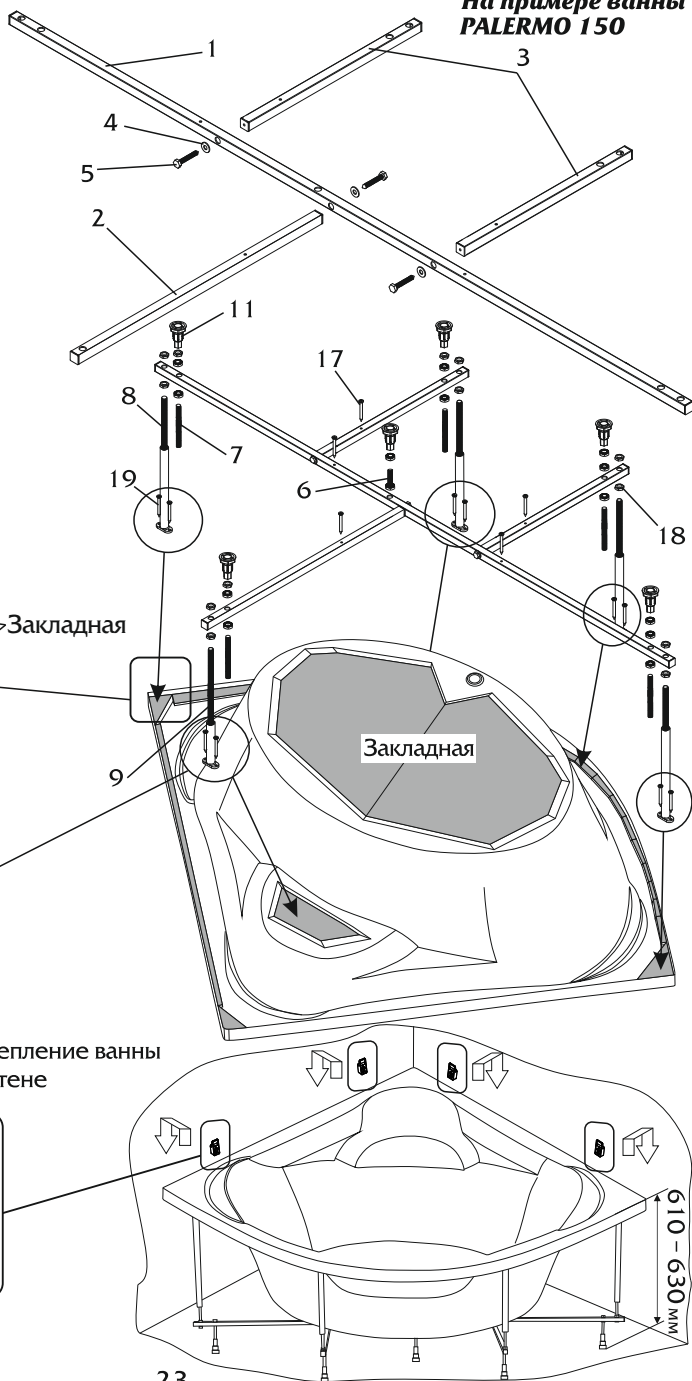 На примере ванны
PALERMO 150
1
3
4
5
2
11
17
8
7
6
19
18
Закладная
Закладная
9
епление ванны
тене
610 – 630 мм
23